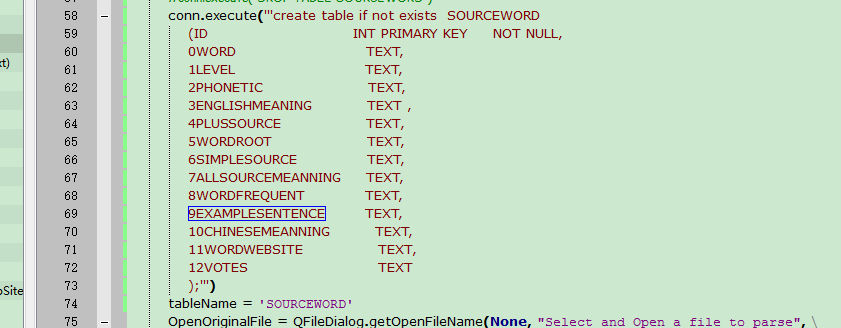 58 – conn.execute('''create table if not exists  SOURCEWORD
59 (ID INT PRIMARY KEY NOT NULL,
60 0WORD TEXT,
xt) 61 1LEVEL TEXT,
62 2PHONETIC TEXT,
63 3ENGLISHMEANING TEXT ,
64 4PLUSSOURCE TEXT,
65 5WORDROOT TEXT,
66 6SIMPLESOURCE TEXT,
67 7ALLSOURCEMEANNING TEXT,
68 8WORDFREQUENT TEXT,
69 9EXAMPLESENTENCE TEXT,
70 10CHINESEMEANNING TEXT,
71 11WORDWEBSITE TEXT,
72 12VOTES TEXT
oSite 73 );''')
74 tableName = 'SOURCEWORD'
75 – OpenOriginalFile = QFileDialog.getOpenFileName(None, "Select and Open a file to parse", \